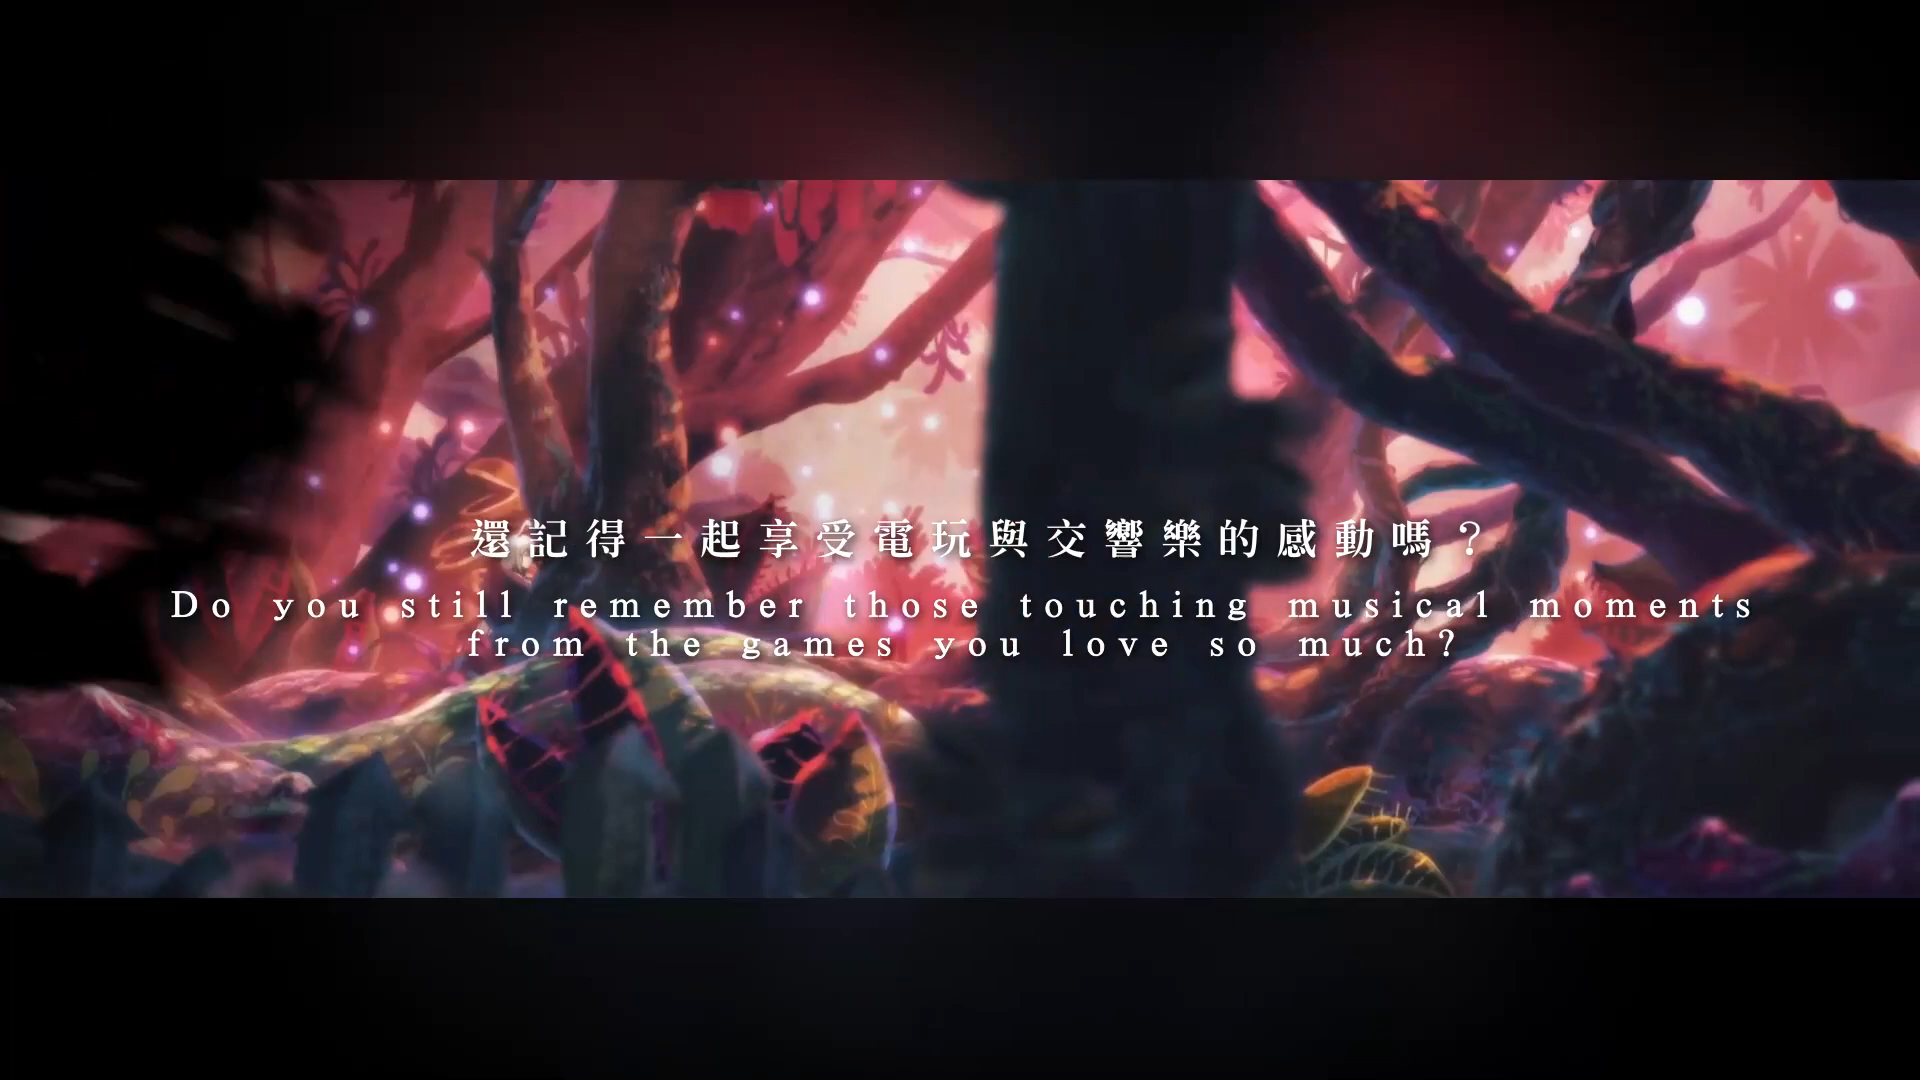 還記得一起享受電玩與交響樂的感動嗎？
Do you still remember those touching musical moments
from the games you love so much?